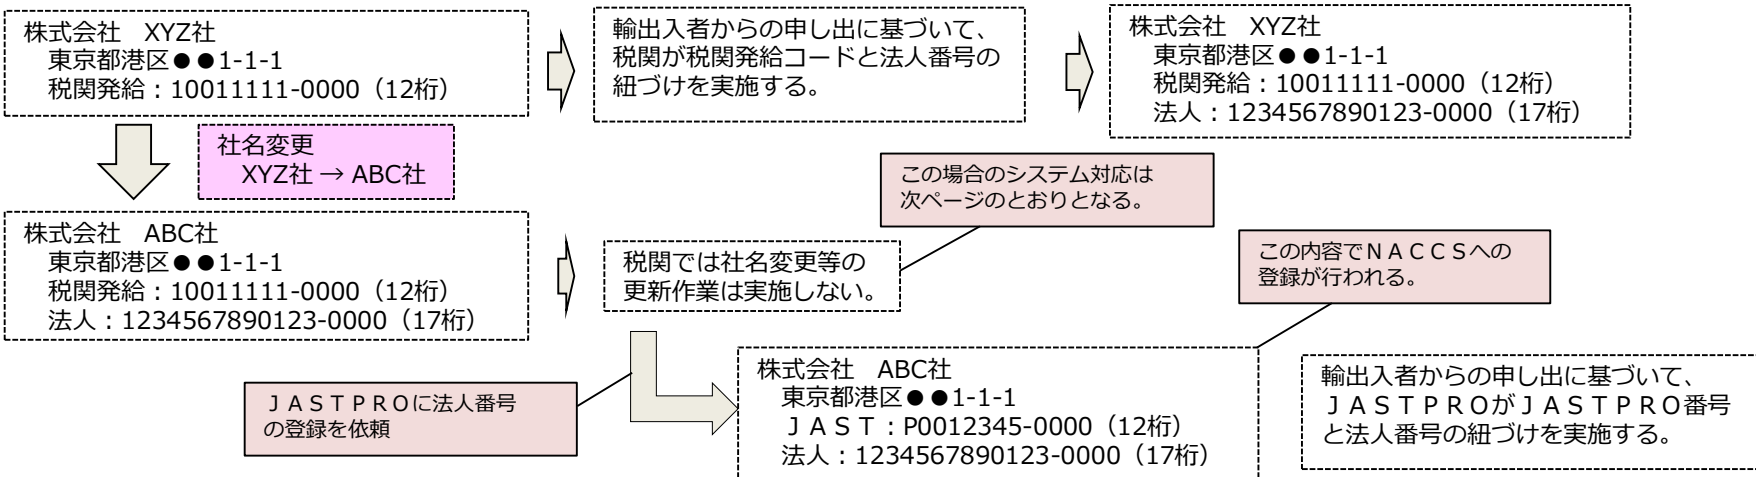 株式会社　XYZ社
東京都港区●●1-1-1
税関発給：10011111-0000（12桁）
輸出入者からの申し出に基づいて、
税関が税関発給コードと法人番号の
紐づけを実施する。
株式会社　XYZ社
東京都港区●●1-1-1
税関発給：10011111-0000（12桁）
法人：1234567890123-0000（17桁）
社名変更
XYZ社 → ABC社
この場合のシステム対応は
次ページのとおりとなる。
株式会社　ABC社
東京都港区●●1-1-1
税関発給：10011111-0000（12桁）
法人：1234567890123-0000（17桁）
税関では社名変更等の
更新作業は実施しない。
この内容でＮＡＣＣＳへの
登録が行われる。
ＪＡＳＴＰＲＯに法人番号
の登録を依頼
株式会社　ABC社
東京都港区●●1-1-1
ＪＡＳＴ：P0012345-0000（12桁）
法人：1234567890123-0000（17桁）
輸出入者からの申し出に基づいて、
ＪＡＳＴＰＲＯがＪＡＳＴＰＲＯ番号
と法人番号の紐づけを実施する。